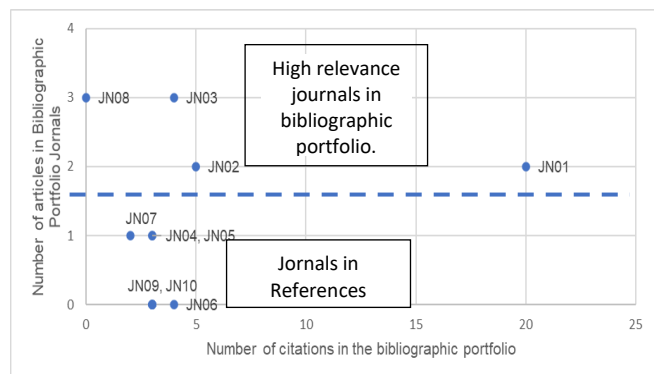 Number of articles in Bibliographic
Portfolio Jornals
4
3
2
1
0
JN08
JN03
High relevance
journals in
bibliographic
portfolio.
JN02
JN01
JN07
JN04, JN05
JN09, JN10
JN06
Jornals in
References
0
5
10
15
20
25
Number of citations in the bibliographic portfolio